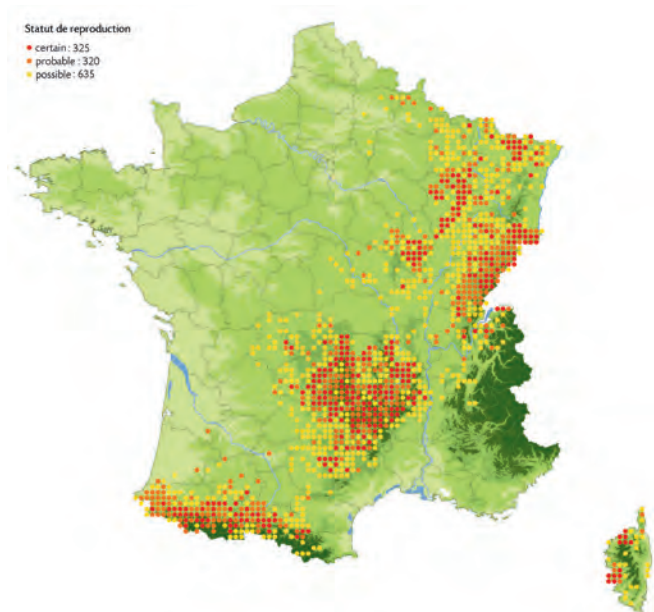 Statut de reproduction
certain : 325
probable : 320
possible : 635